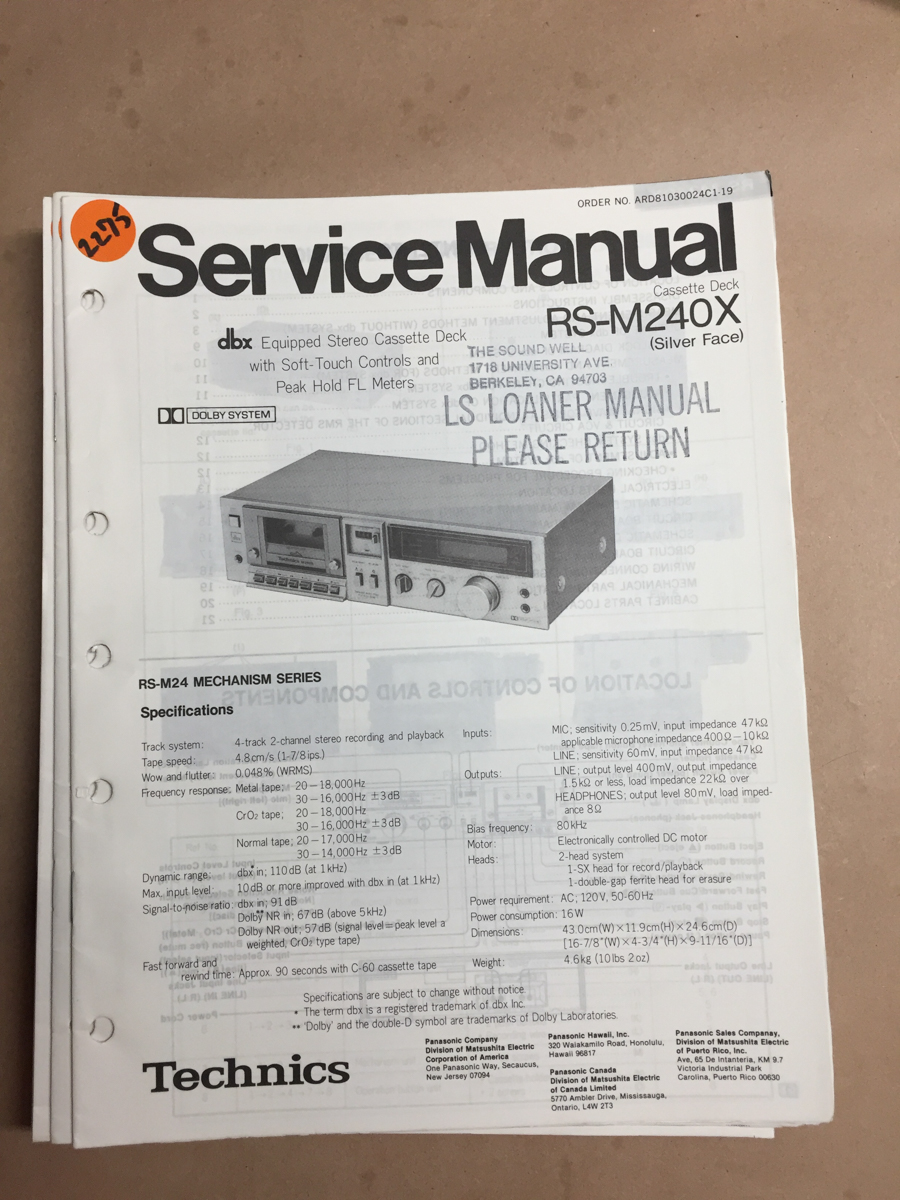 2275
ORDER NO. ARD81030024C1-19
Service Manual
Cassette Deck
RS-M240X
(Silver Face)
dbx Equipped Stereo Cassette Deck
with Soft-Touch Controls and
Peak Hold FL Meters
DOLBY SYSTEM
THE SOUND WELL
1718 UNIVERSITY AVE.
BERKELEY, CA 94703
LS LOANER MANUAL
PLEASE RETURN
RS-M24 MECHANISM SERIES
Specifications
Track system: 4-track 2-channel stereo recording and playback
Tape speed: 4.8cm/s (1-7/8 ips.)
Wow and flutter: 0.048% (WRMS)
Frequency response: Metal tape; 20–18,000Hz
30–16,000Hz ±3dB
CrO₂ tape; 20–18,000Hz
30–16,000Hz ±3dB
Normal tape; 20–17,000Hz
30–14,000Hz ±3dB
Dynamic range: dbx* in; 110dB (at 1kHz)
Max. input level: 10dB or more improved with dbx in (at 1kHz)
Signal-to-noise ratio: dbx in; 91dB
Dolby** NR in; 67dB (above 5kHz)
Dolby NR out; 57dB (signal level=peak level a
weighted, CrO₂ type tape)
Fast forward and
rewind time: Approx. 90 seconds with C-60 cassette tape
Inputs: MIC; sensitivity 0.25mV, input impedance 47kΩ
applicable microphone impedance 400Ω–10kΩ
LINE; sensitivity 60mV, input impedance 47kΩ
Outputs: LINE; output level 400mV, output impedance
1.5kΩ or less, load impedance 22kΩ over
HEADPHONES; output level 80mV, load imped-
ance 8Ω
Bias frequency: 80kHz
Motor: Electronically controlled DC motor
Heads: 2-head system
1-SX head for record/playback
1-double-gap ferrite head for erasure
Power requirement: AC; 120V, 50-60Hz
Power consumption: 16W
Dimensions: 43.0cm(W)×11.9cm(H)×24.6cm(D)
[16-7/8"(W)×4-3/4"(H)×9-11/16"(D)]
Weight: 4.6kg (10lbs 2oz)
Specifications are subject to change without notice.
* The term dbx is a registered trademark of dbx Inc.
** 'Dolby' and the double-D symbol are trademarks of Dolby Laboratories.
Technics
Panasonic Company
Division of Matsushita Electric
Corporation of America
One Panasonic Way, Secaucus,
New Jersey 07094
Panasonic Hawaii, Inc.
320 Waiakamilo Road, Honolulu,
Hawaii 96817
Panasonic Canada
Division of Matsushita Electric
of Canada Limited
5770 Ambler Drive, Mississauga,
Ontario, L4W 2T3
Panasonic Sales Companay,
Division of Matsushita Electric
of Puerto Rico, Inc.
Ave, 65 De Intanteria, KM 9.7
Victoria Industrial Park
Carolina, Puerto Rico 00630